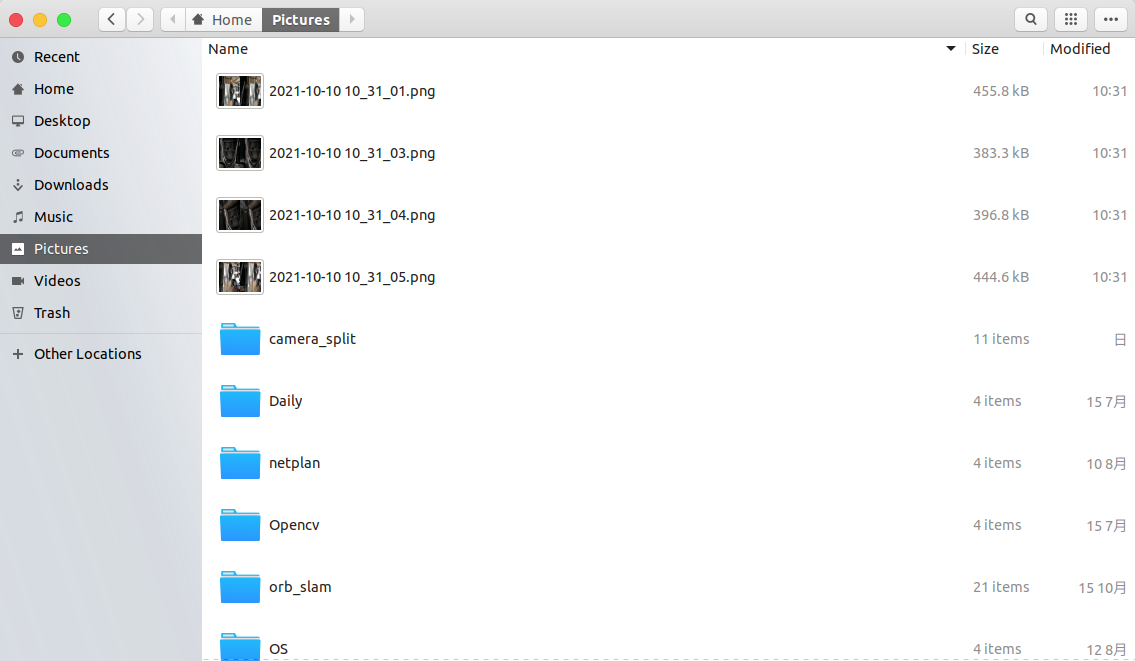 Home Pictures
Name Size Modified
Recent
Home
Desktop
Documents
Downloads
Music
Pictures
Videos
Trash
Other Locations
2021-10-10 10_31_01.png 455.8 kB 10:31
2021-10-10 10_31_03.png 383.3 kB 10:31
2021-10-10 10_31_04.png 396.8 kB 10:31
2021-10-10 10_31_05.png 444.6 kB 10:31
camera_split 11 items 日
Daily 4 items 15 7月
netplan 4 items 10 8月
Opencv 4 items 15 7月
orb_slam 21 items 15 10月
OS 4 items 12 8月